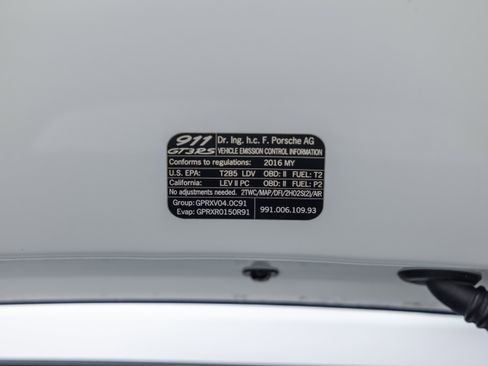 911 Dr. Ing. h.c. F. Porsche AG
GT3RS VEHICLE EMISSION CONTROL INFORMATION
Conforms to regulations: 2016 MY
U.S. EPA: T2B5 LDV OBD: II FUEL: T2
California: LEV II PC OBD: II FUEL: P2
No adjustments needed. 2TWC/MAP/DFI/2HO2S(2)/AIR
Group: GPRXV04.0C91
Evap: GPRXR0150R91
991.006.109.93